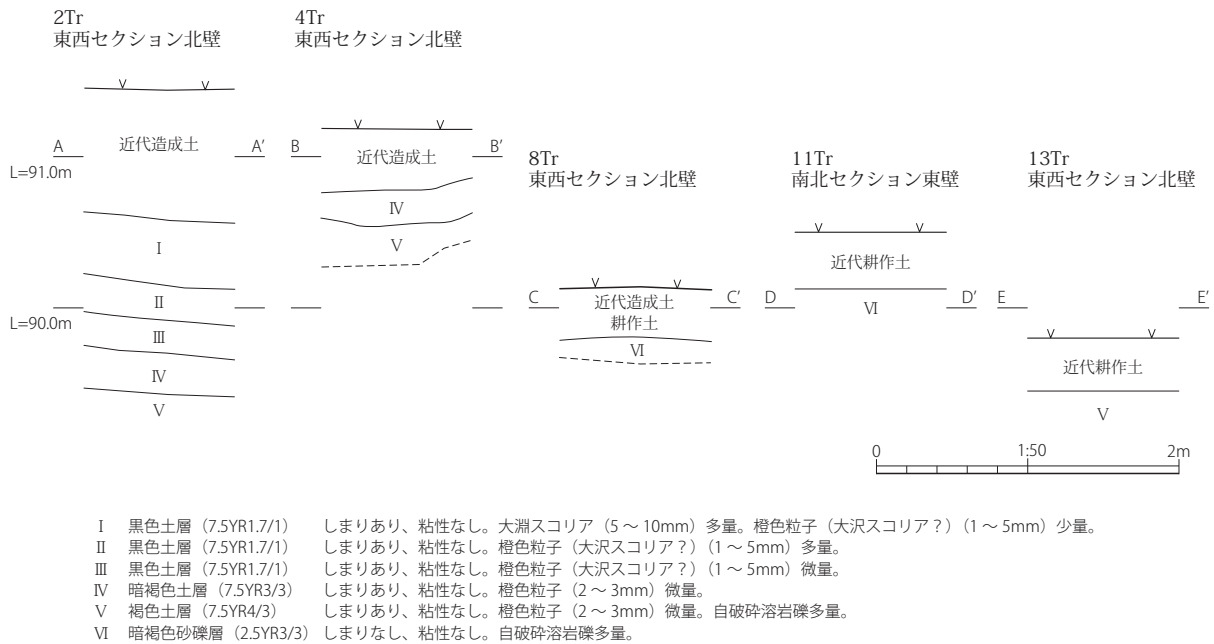 2Tr
東西セクション北壁
4Tr
東西セクション北壁
A
近代造成土
A′
L=91.0m
Ⅰ
Ⅱ
L=90.0m
Ⅲ
Ⅳ
Ⅴ
B
近代造成土
B′
Ⅳ
Ⅴ
8Tr
東西セクション北壁
C
近代造成土
耕作土
C′
Ⅵ
11Tr
南北セクション東壁
近代耕作土
D
Ⅵ
D′
13Tr
東西セクション北壁
E
E′
近代耕作土
Ⅴ
0 1:50 2m
Ⅰ 黒色土層(7.5YR1.7/1) しまりあり、粘性なし。大淵スコリア(5～10mm)多量。橙色粒子(大沢スコリア?)(1～5mm)少量。
Ⅱ 黒色土層(7.5YR1.7/1) しまりあり、粘性なし。橙色粒子(大沢スコリア?)(1～5mm)多量。
Ⅲ 黒色土層(7.5YR1.7/1) しまりあり、粘性なし。橙色粒子(大沢スコリア?)(1～5mm)微量。
Ⅳ 暗褐色土層(7.5YR3/3) しまりあり、粘性なし。橙色粒子(2～3mm)微量。
Ⅴ 褐色土層(7.5YR4/3) しまりあり、粘性なし。橙色粒子(2～3mm)微量。自破砕溶岩礫多量。
Ⅵ 暗褐色砂礫層(2.5YR3/3) しまりなし、粘性なし。自破砕溶岩礫多量。